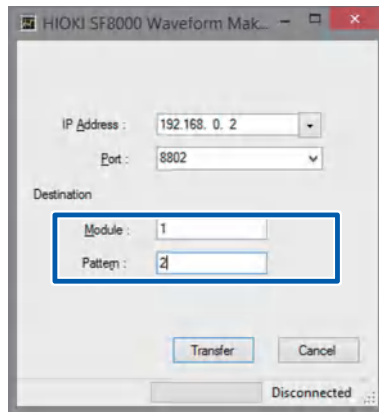 HIOKI SF8000 Waveform Mak...
IP Address : 192.168. 0. 2
Port : 8802
Destination
Module : 1
Pattern : 2
Transfer Cancel
Disconnected